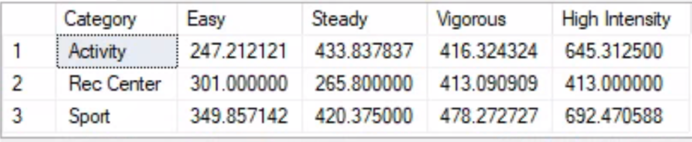 Category Easy Steady Vigorous High Intensity
1 Activity 247.212121 433.837837 416.324324 645.312500
2 Rec Center 301.000000 265.800000 413.090909 413.000000
3 Sport 349.857142 420.375000 478.272727 692.470588